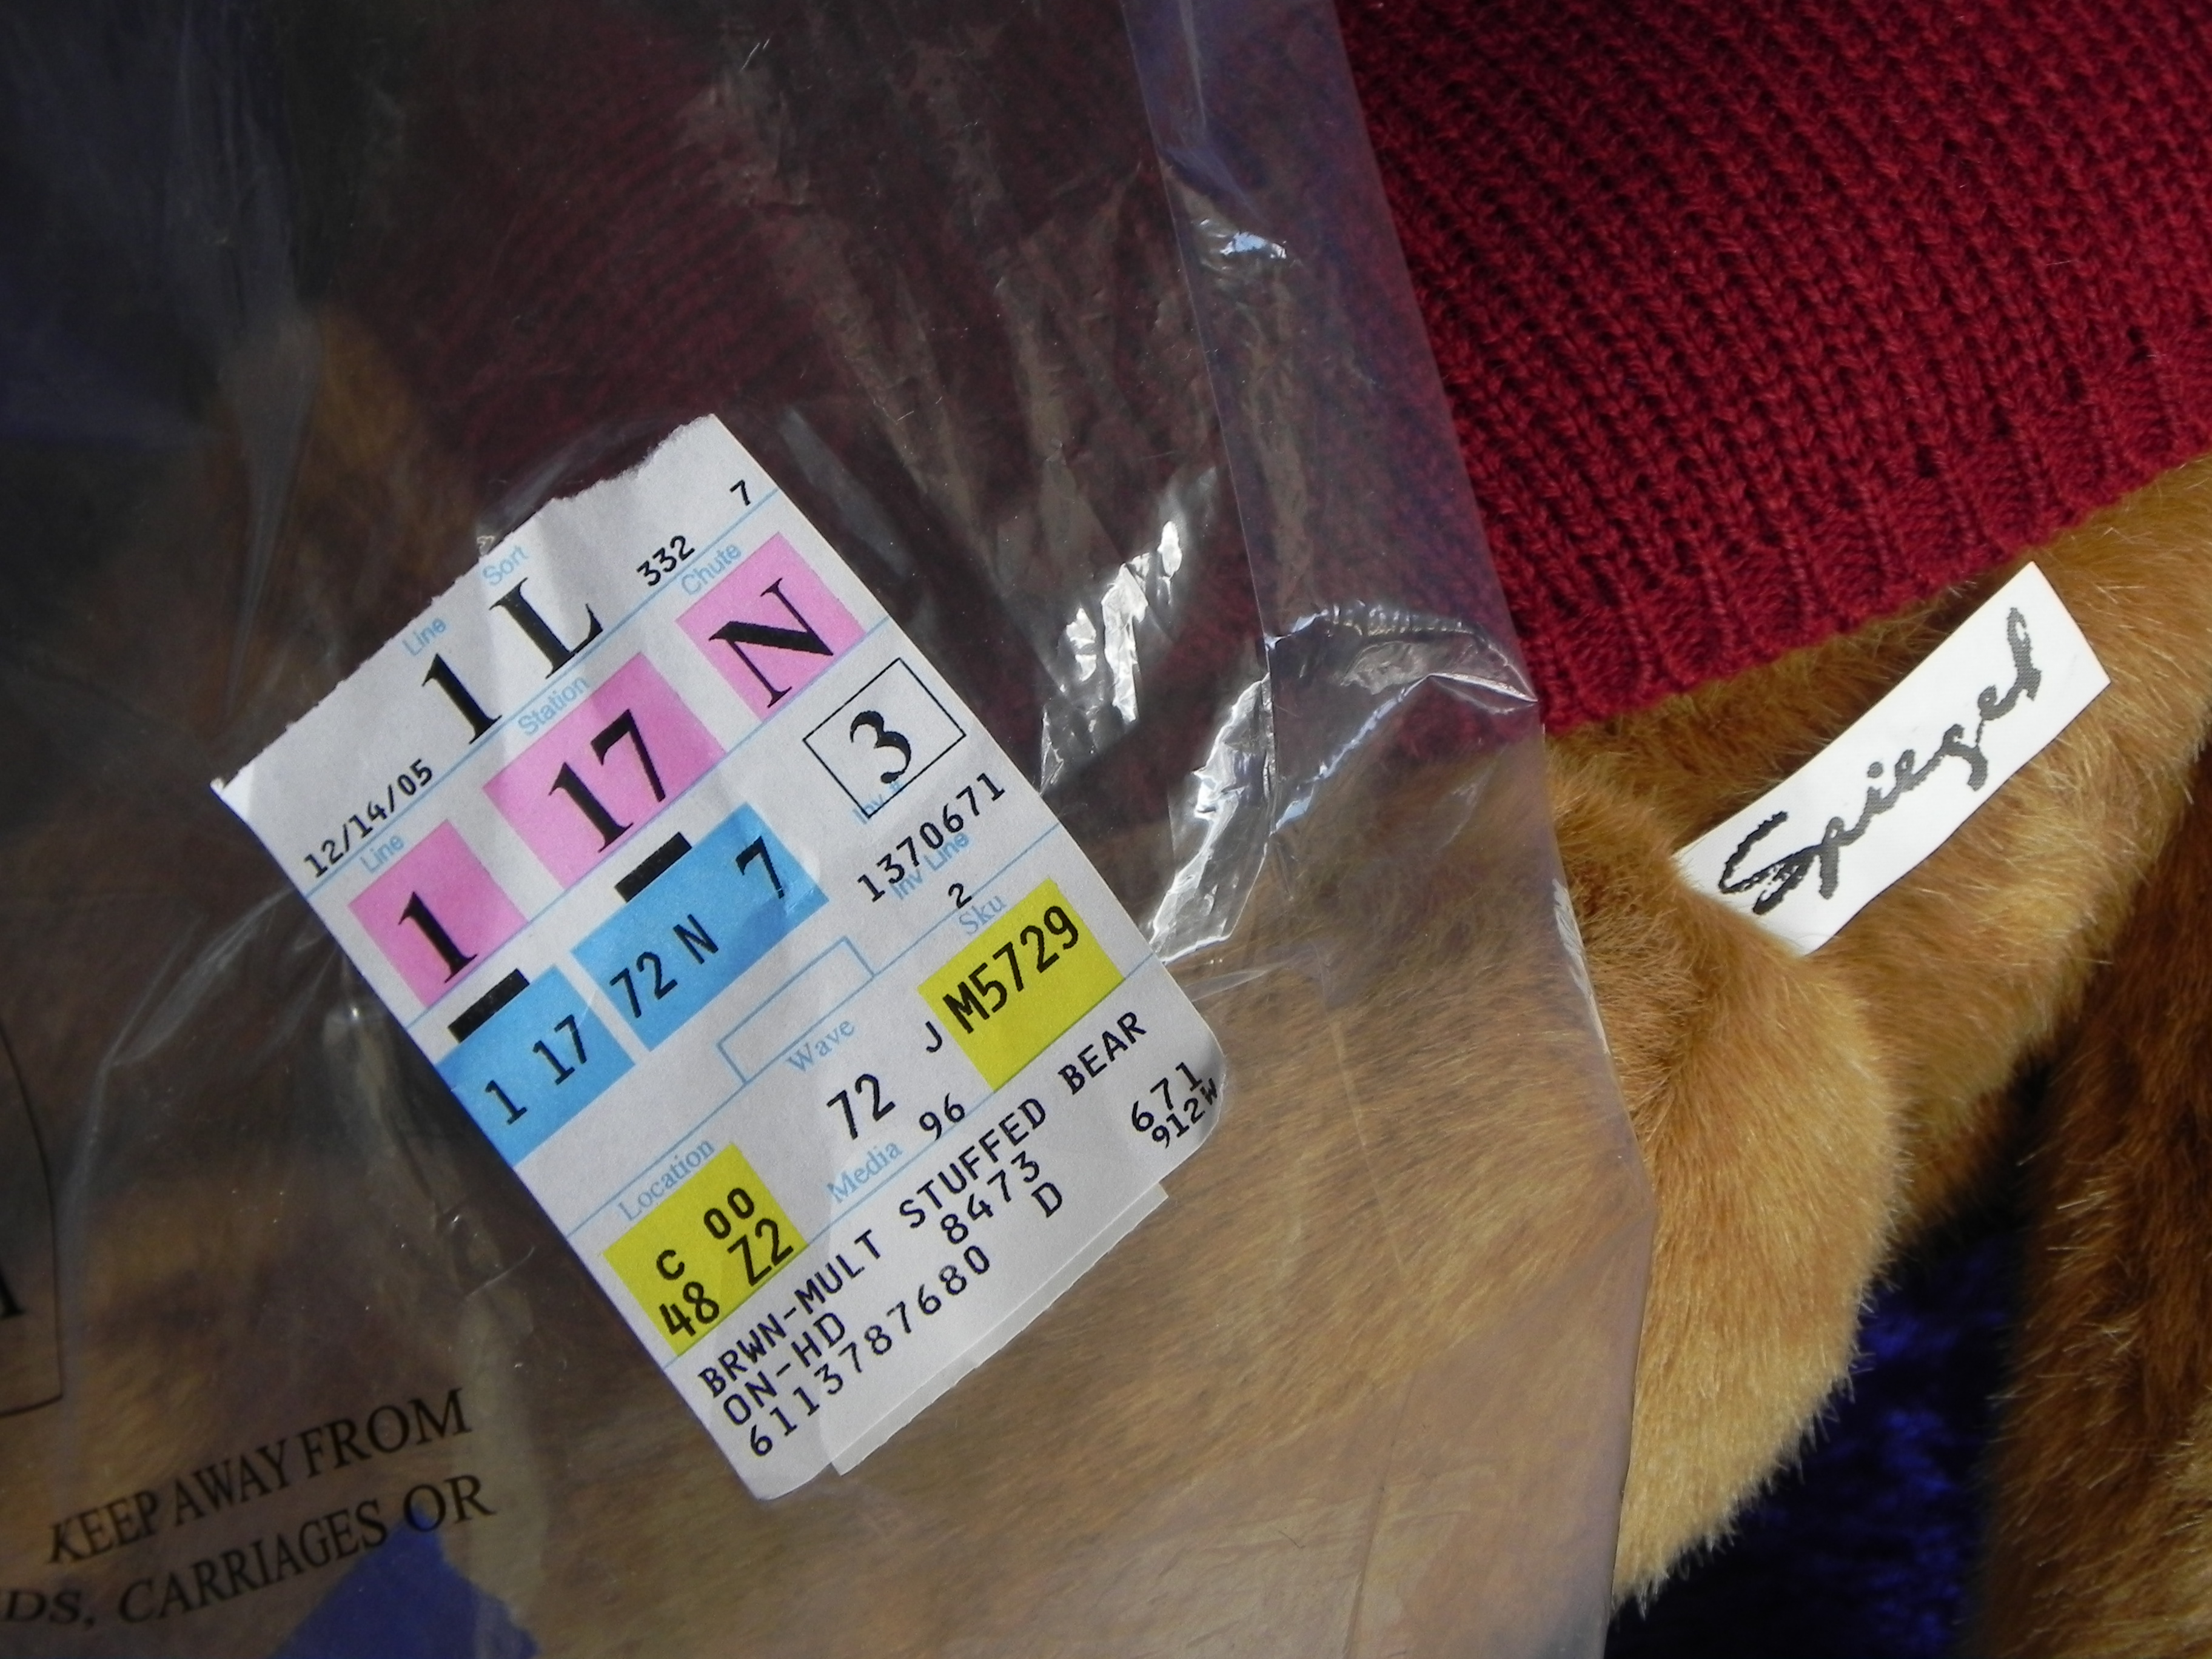 Sort
7
Line
1 L
332
Chute
12/14/05
Station
N
Line
17
3
1
Inv #
1370671
Inv Line
7
2
72 N
Sku
1 17
M5729
Wave
J
72
96
Location
Media
C 00
48 Z2
BRWN-MULT STUFFED BEAR
ON-HD 8473 671
6113787680 D 912W
Spiegel
KEEP AWAY FROM
DS, CARRIAGES OR